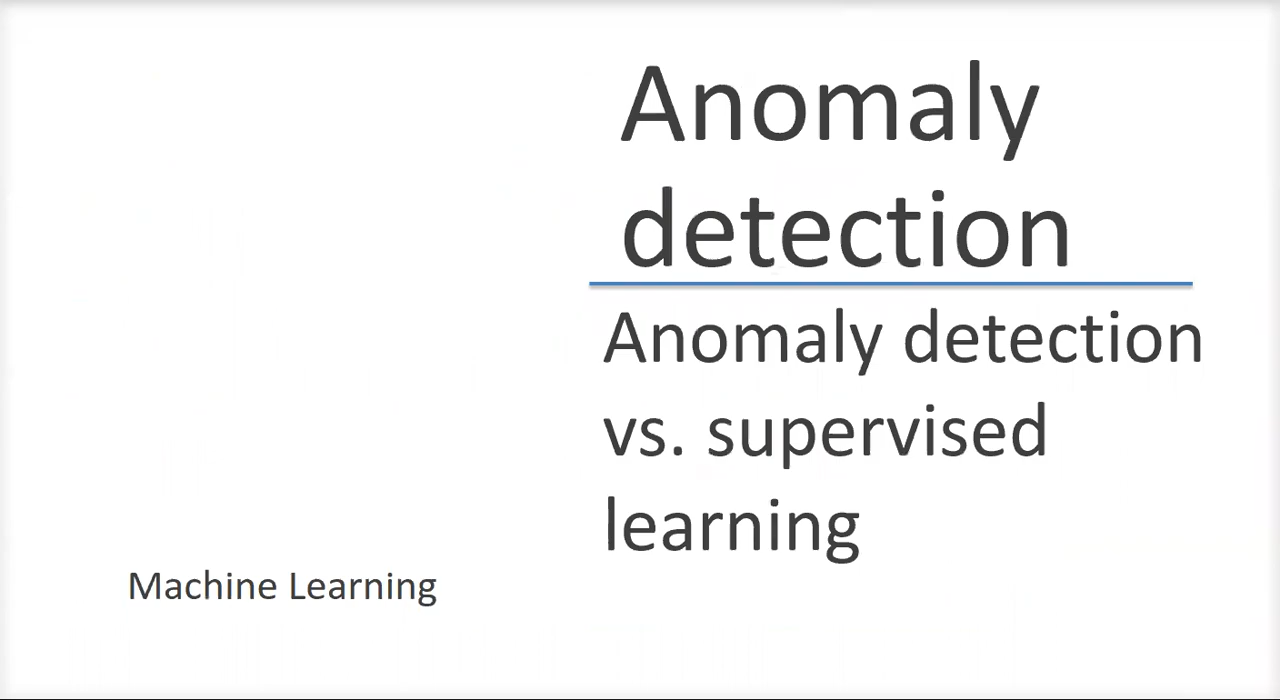 Anomaly
detection
Anomaly detection
vs. supervised
learning
Machine Learning